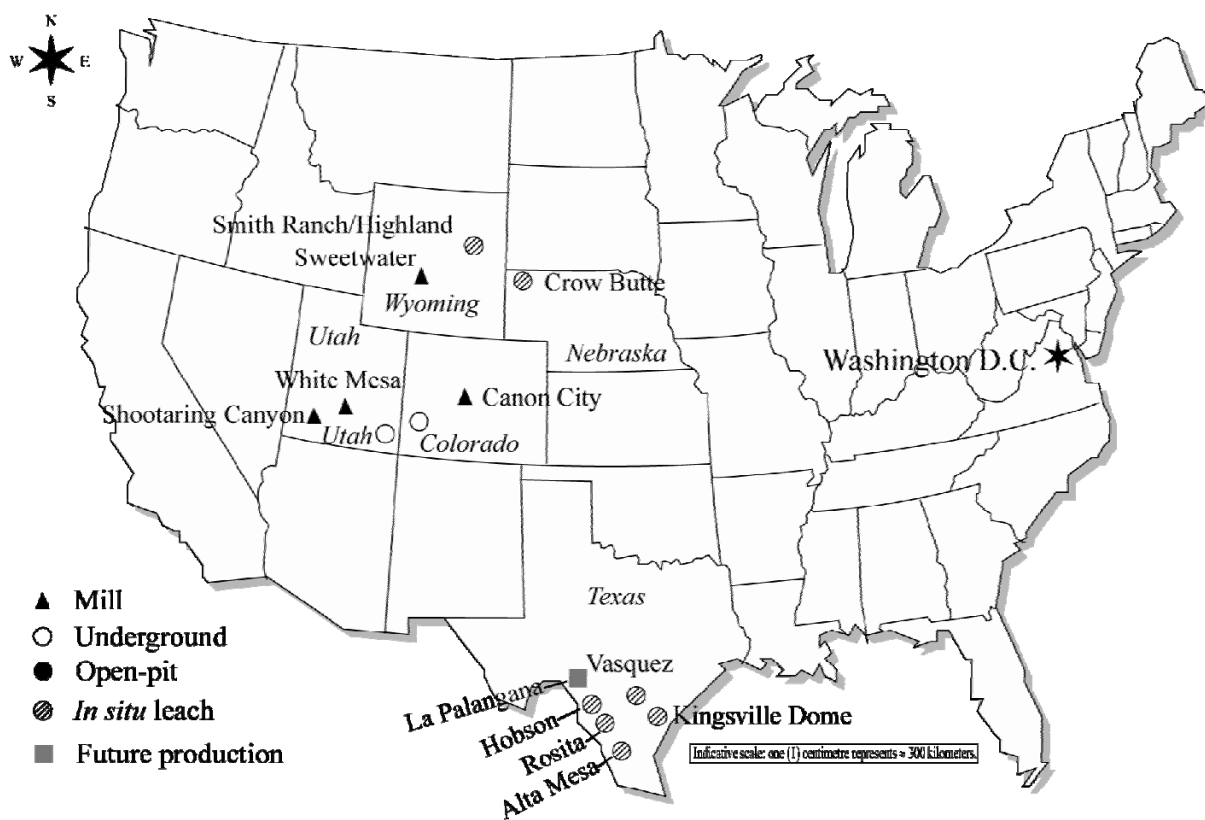 N
W E
S
Smith Ranch/Highland
Sweetwater
Wyoming
Crow Butte
Utah
Nebraska
Washington D.C.
White Mesa
Shootaring Canyon
Canon City
Utah
Colorado
Texas
Vasquez
La Palangana
Hobson
Kingsville Dome
Rosita
Alta Mesa
Mill
Underground
Open-pit
In situ leach
Future production
Indicative scale: one (1) centimetre represents ≈ 300 kilometers.